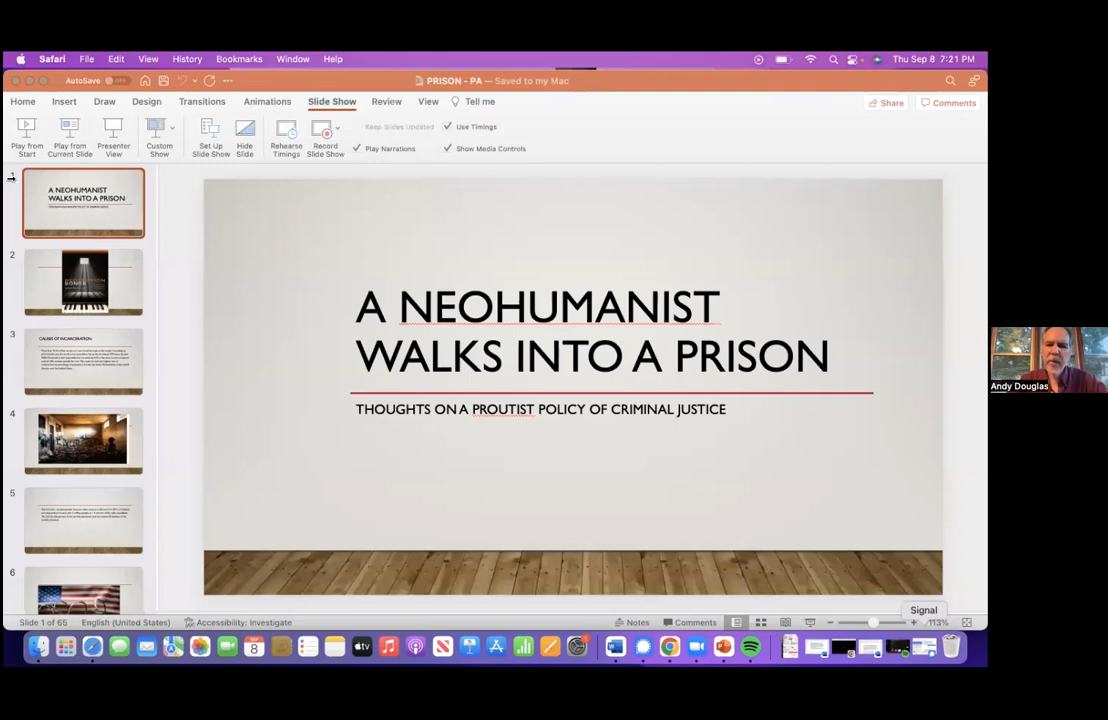 Safari File Edit View History Bookmarks Window Help Thu Sep 8 7:21 PM
AutoSave OFF PRISON - PA — Saved to my Mac
Home Insert Draw Design Transitions Animations Slide Show Review View Tell me Share Comments
Play from Start
Play from Current Slide
Presenter View
Custom Show
Set Up Slide Show
Hide Slide
Rehearse Timings
Record Slide Show
Keep Slides Updated Use Timings
Play Narrations Show Media Controls
1
A NEOHUMANIST
WALKS INTO A PRISON
2
3
CAUSES OF INCARCERATION
4
5
6
A NEOHUMANIST
WALKS INTO A PRISON
THOUGHTS ON A PROUTIST POLICY OF CRIMINAL JUSTICE
Andy Douglas
Signal
Slide 1 of 65 English (United States) Accessibility: Investigate Notes Comments 113%
SEP
8
tv